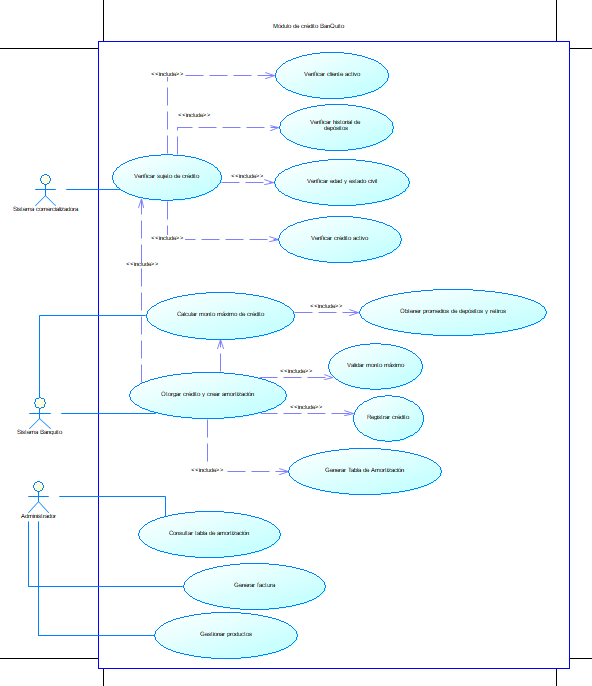 Módulo de crédito BanQuito
<<include>>
Verificar cliente activo
<<include>>
Verificar historial de
depósitos
Verificar sujeto de crédito
<<include>>
Verificar edad y estado civil
Sistema comercializadora
<<include>>
Verificar crédito activo
<<include>>
Calcular monto máximo de crédito
<<include>>
Obtener promedios de depósitos y retiros
<<include>>
Validar monto máximo
Otorgar crédito y crear amortización
<<include>>
Registrar crédito
Sistema Banquito
<<include>>
Generar Tabla de Amortización
Administrador
Consultar tabla de amortización
Generar factura
Gestionar productos